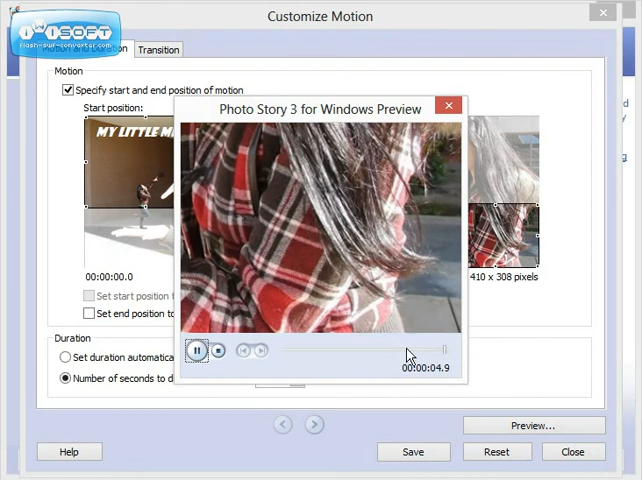 Customize Motion
iWiSOFT
flash-swf-converter.com
Motion and Duration
Transition
Motion
Specify start and end position of motion
Start position:
MY LITTLE
Photo Story 3 for Windows Preview
00:00:00.0
410 x 308 pixels
Set start position
Set end position to
Duration
Set duration automatica
Number of seconds to d
00:00:04.9
Preview...
Help
Save
Reset
Close